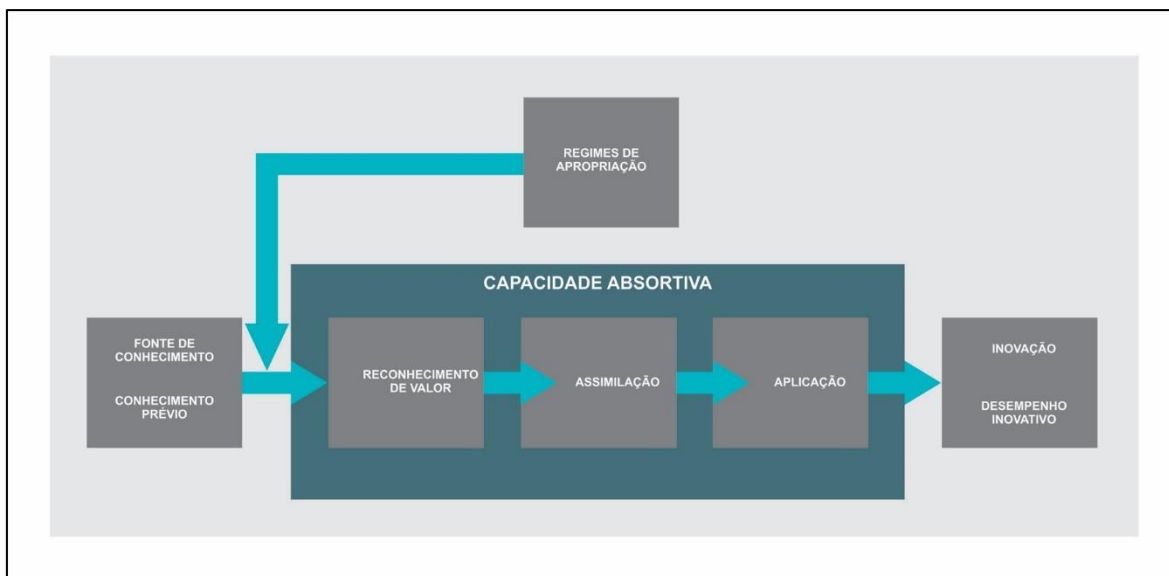 REGIMES DE
APROPRIAÇÃO
CAPACIDADE ABSORTIVA
FONTE DE
CONHECIMENTO
CONHECIMENTO
PRÉVIO
RECONHECIMENTO
DE VALOR
ASSIMILAÇÃO
APLICAÇÃO
INOVAÇÃO
DESEMPENHO
INOVATIVO